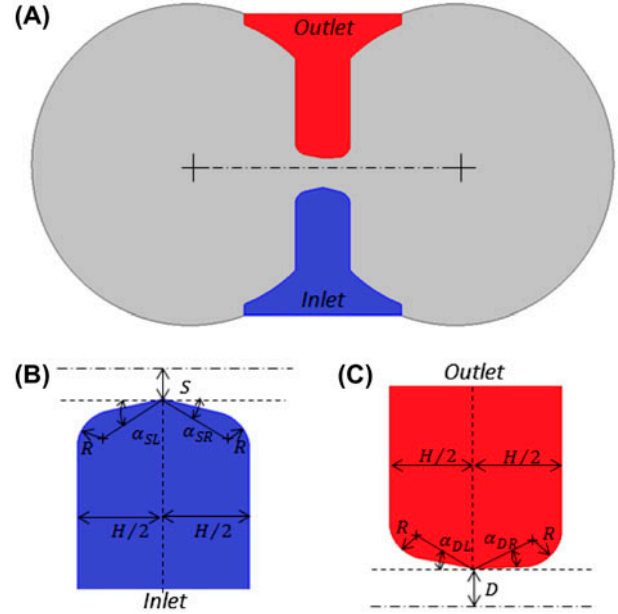 (A)
Outlet
Inlet
(B)
S
α_SL α_SR
R R
H/2 H/2
Inlet
(C)
Outlet
H/2 H/2
R α_DL α_DR R
D